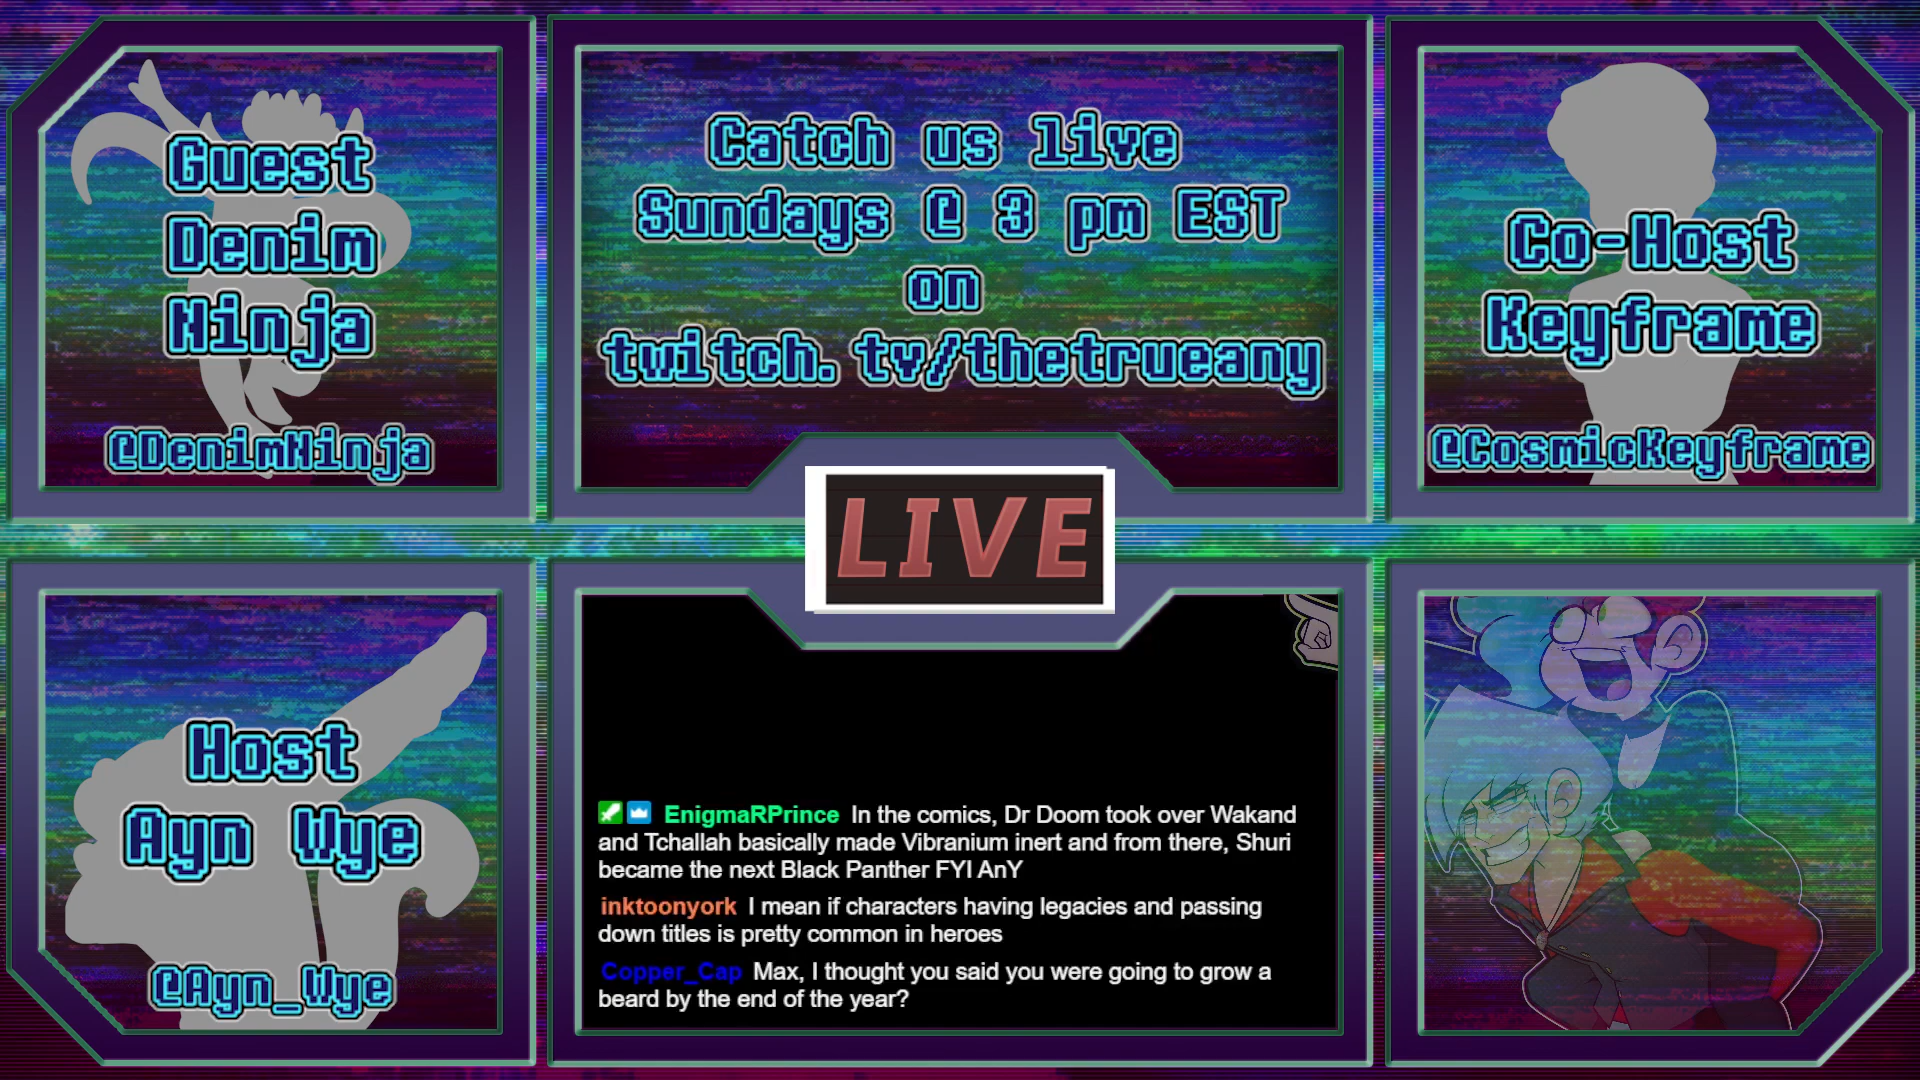 Guest
Denim
Ninja
@DenimNinja
Catch us live
Sundays @ 3 pm EST
on
twitch.tv/thetrueany
Co-Host
Keyframe
@CosmicKeyframe
LIVE
Host
Ayn Wye
@Ayn_Wye
EnigmaRPrince In the comics, Dr Doom took over Wakand
and Tchallah basically made Vibranium inert and from there, Shuri
became the next Black Panther FYI AnY
inktoonyork I mean if characters having legacies and passing
down titles is pretty common in heroes
Copper_Cap Max, I thought you said you were going to grow a
beard by the end of the year?